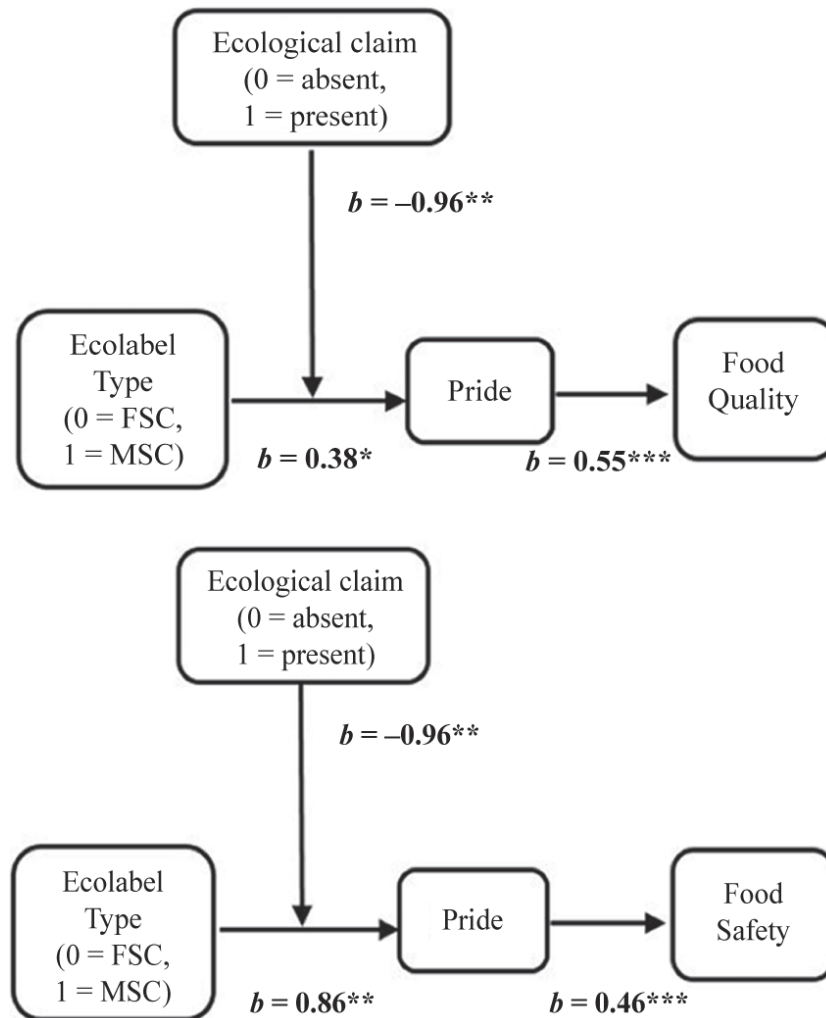 Ecological claim
(0 = absent,
1 = present)
b = –0.96**
Ecolabel
Type
(0 = FSC,
1 = MSC)
b = 0.38*
Pride
b = 0.55***
Food
Quality
Ecological claim
(0 = absent,
1 = present)
b = –0.96**
Ecolabel
Type
(0 = FSC,
1 = MSC)
b = 0.86**
Pride
b = 0.46***
Food
Safety